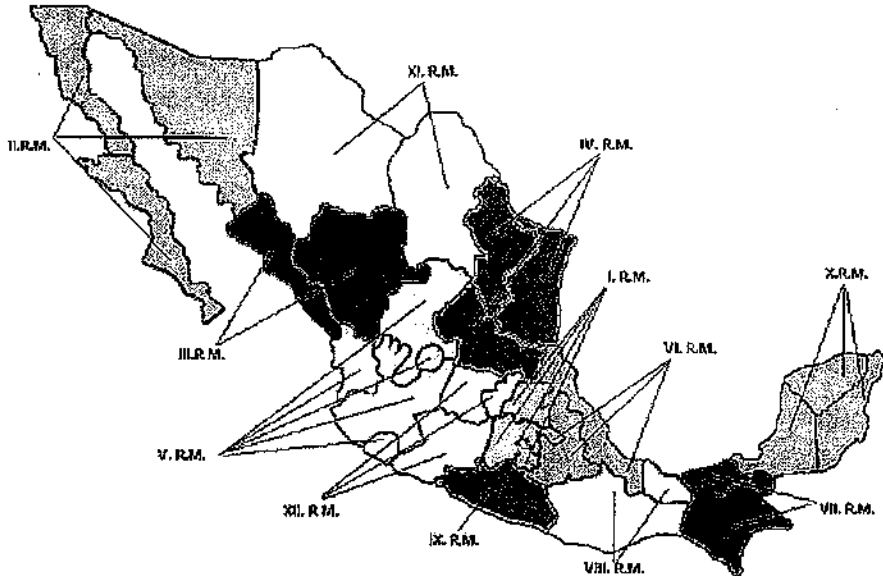 XI. R.M.
IV. R.M.
II.R.M.
I. R.M.
X.R.M.
III.R.M.
VI. R.M.
V. R.M.
XII. R.M.
VII. R.M.
IX. R.M.
VIII. R.M.